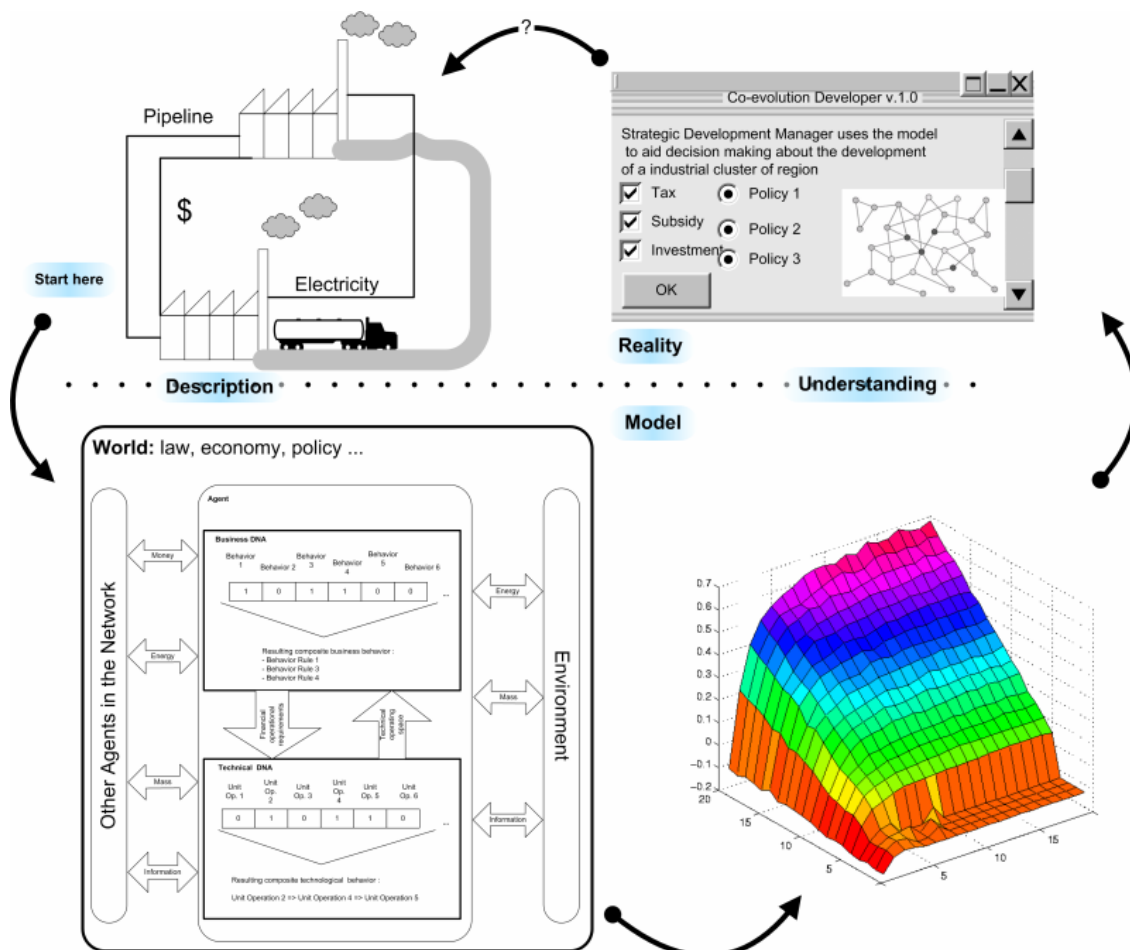 ?
Pipeline
$
Electricity
Start here
Co-evolution Developer v.1.0
Strategic Development Manager uses the model
to aid decision making about the development
of a industrial cluster of region
Tax
Policy 1
Subsidy
Policy 2
Investment
Policy 3
OK
Reality
Description
Understanding
Model
World: law, economy, policy ...
Other Agents in the Network
Money
Energy
Mass
Information
Agent
Business DNA
Behavior
1
Behavior 2
Behavior
3
Behavior
4
Behavior
5
Behavior 6
1 0 1 1 0 0 ...
Resulting composite business behavior :
- Behavior Rule 1
- Behavior Rule 3
- Behavior Rule 4
Financial
operational
requirements
Technical
operating
space
Technical DNA
Unit
Op. 1
Unit
Op.
2
Unit
Op. 3
Unit
Op.
4
Unit
Op. 5
Unit
Op. 6
0 1 0 1 1 0 ...
Resulting composite technological behavior :
Unit Operation 2 => Unit Operation 4 => Unit Operation 5
Energy
Mass
Information
Environment
0.7
0.6
0.5
0.4
0.3
0.2
0.1
0
−0.1
−0.2
20
15
10
5
5
10
15